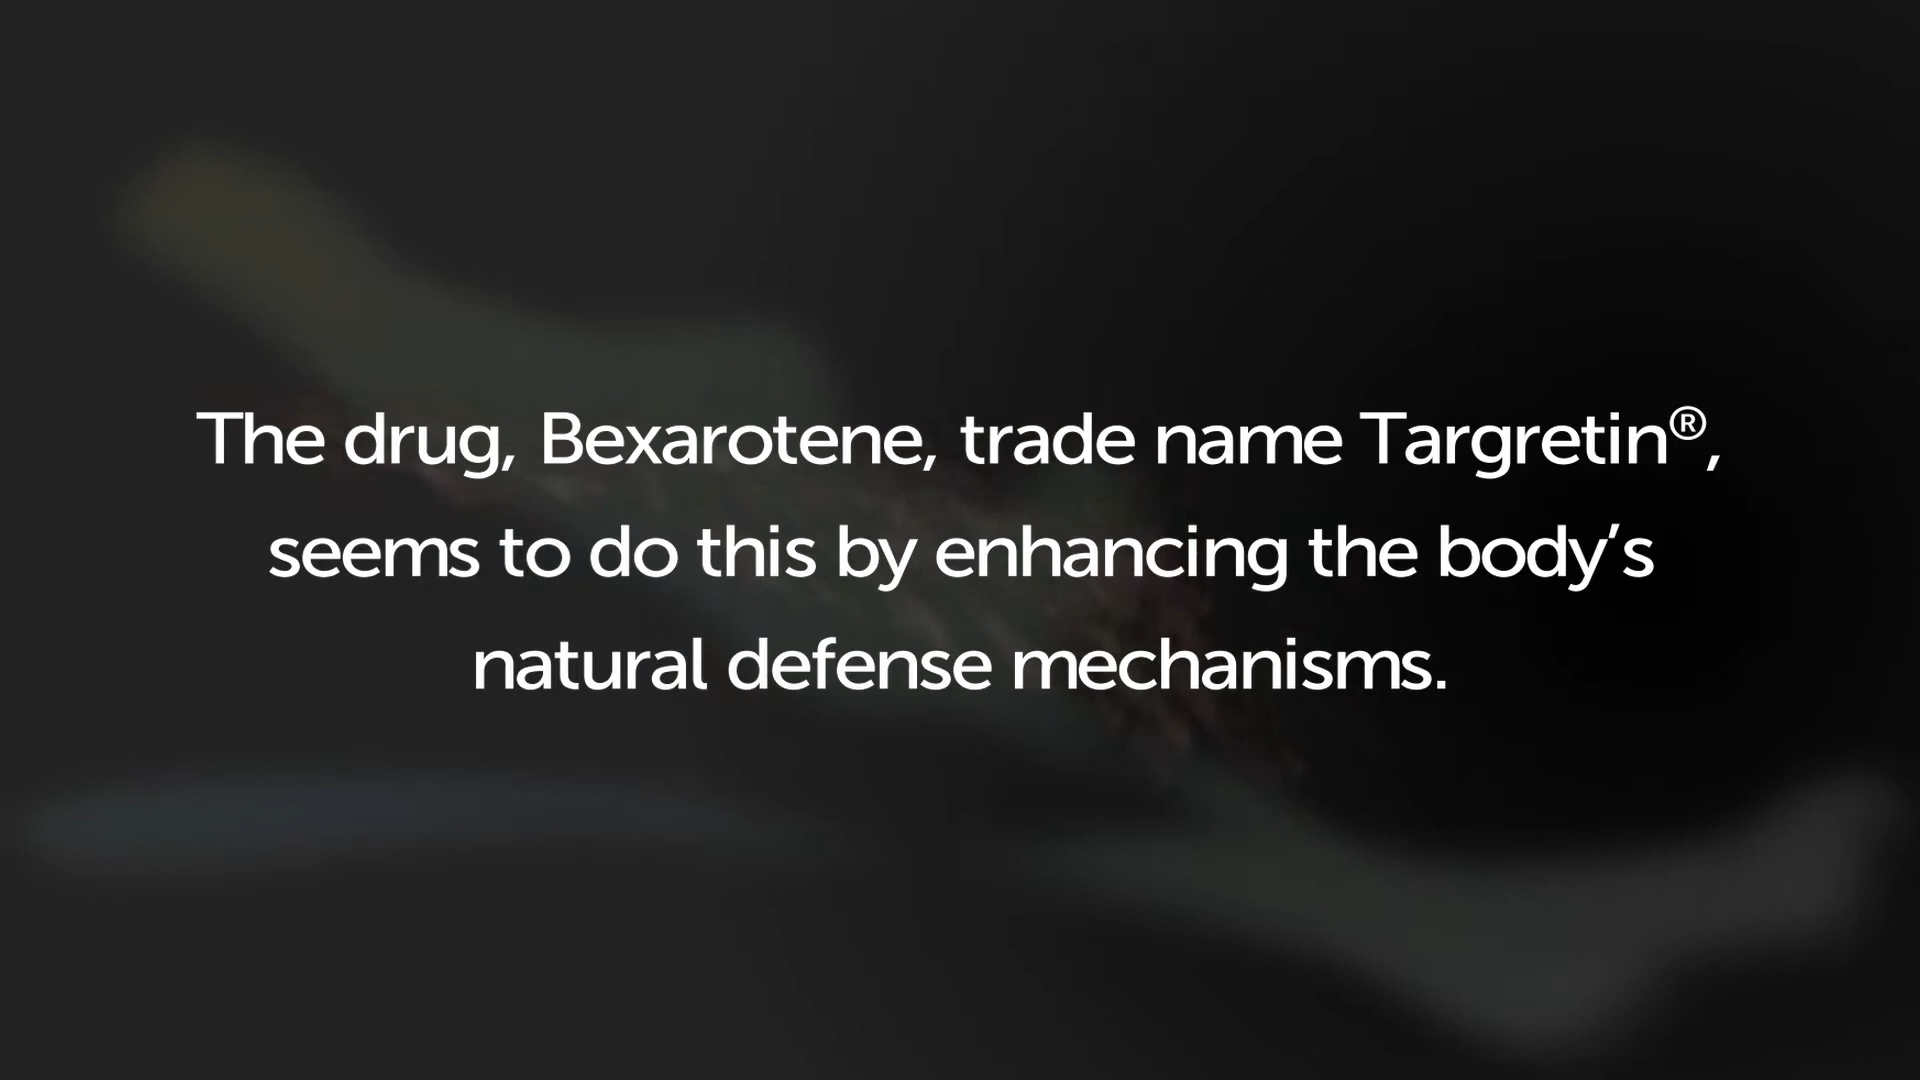 The drug, Bexarotene, trade name Targretin®,
seems to do this by enhancing the body’s
natural defense mechanisms.